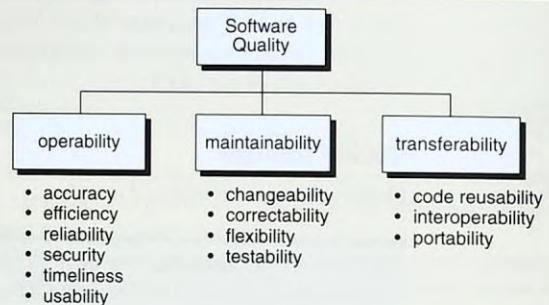 Software
Quality
operability
maintainability
transferability
• accuracy
• efficiency
• reliability
• security
• timeliness
• usability
• changeability
• correctability
• flexibility
• testability
• code reusability
• interoperability
• portability